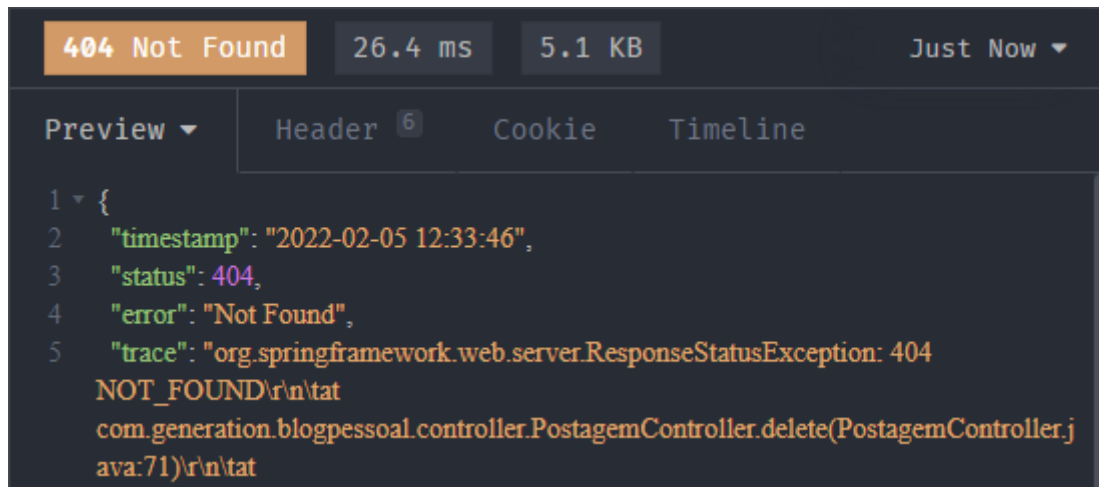 404 Not Found 26.4 ms 5.1 KB Just Now
Preview Header 6 Cookie Timeline
1 {
2 "timestamp": "2022-02-05 12:33:46",
3 "status": 404,
4 "error": "Not Found",
5 "trace": "org.springframework.web.server.ResponseStatusException: 404
NOT_FOUND\r\n\tat
com.generation.blogpessoal.controller.PostagemController.delete(PostagemController.j
ava:71)\r\n\tat